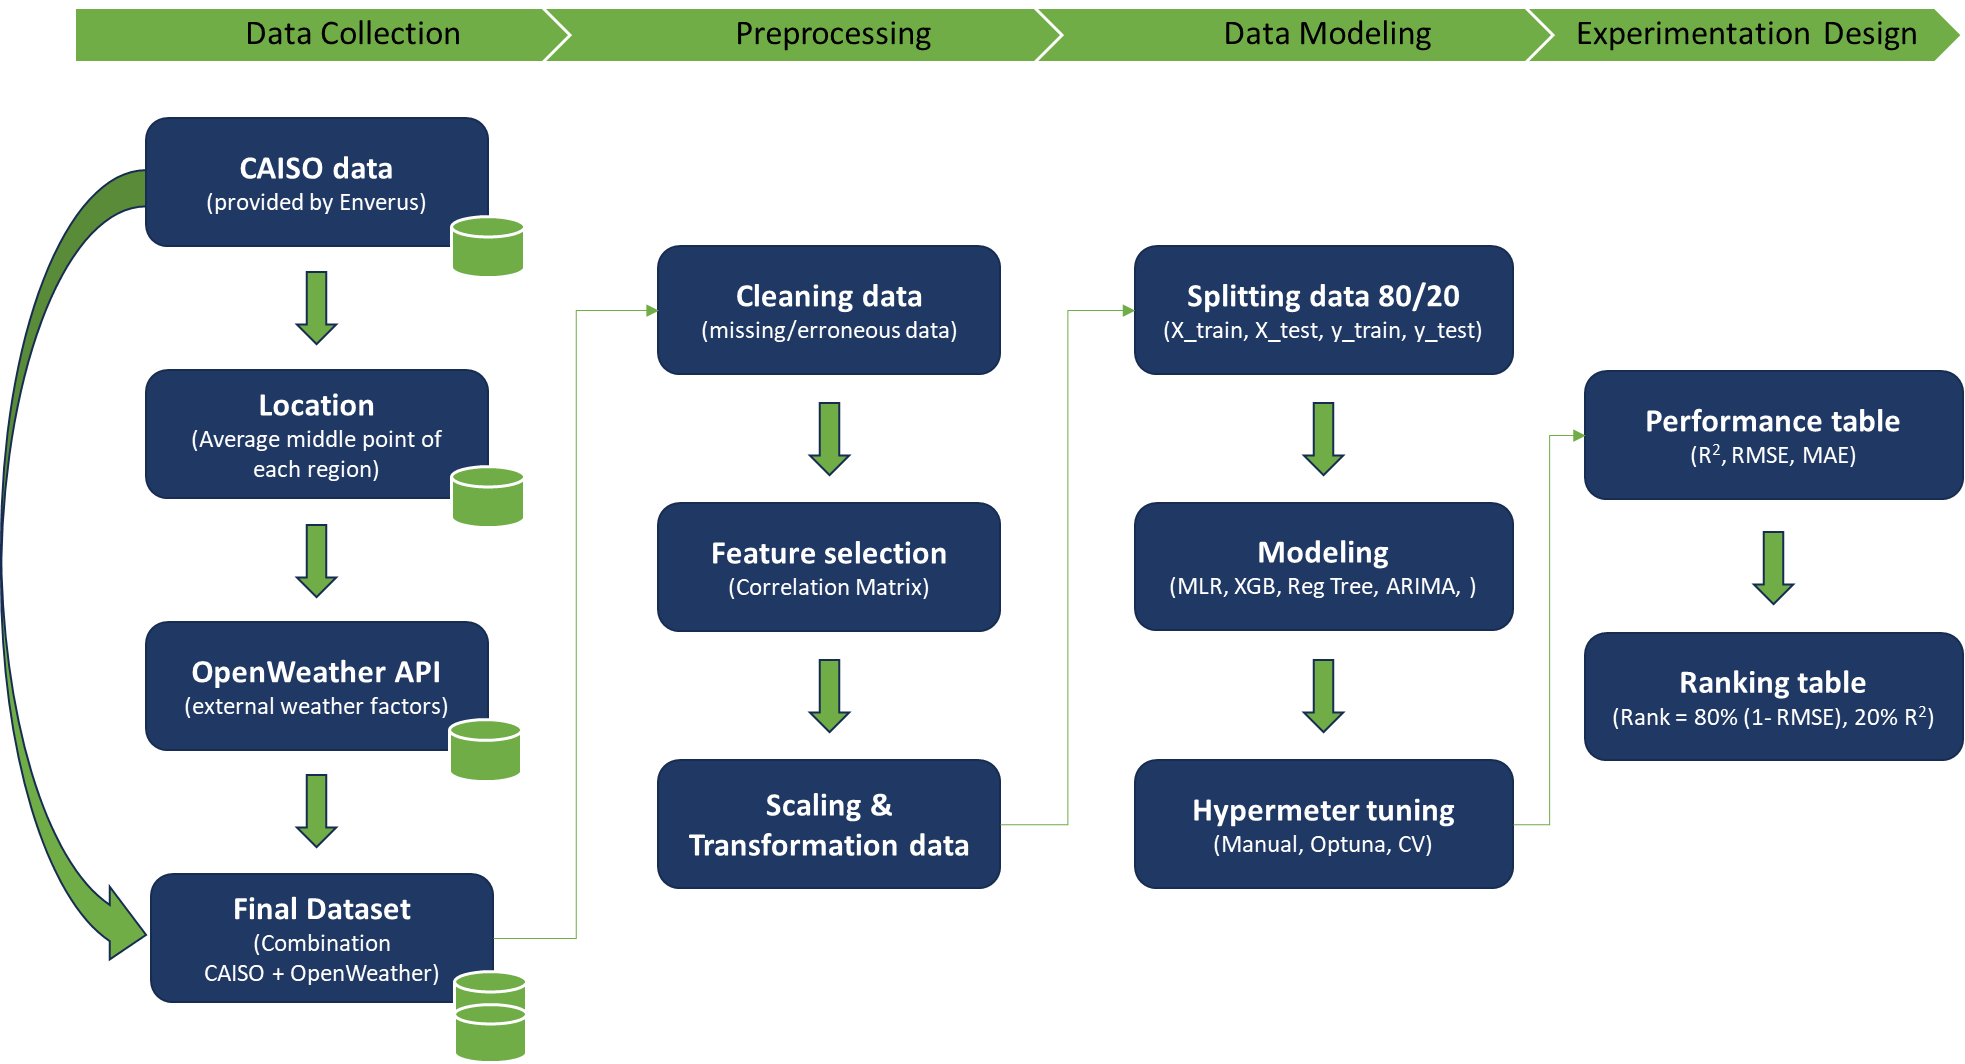 Data Collection
Preprocessing
Data Modeling
Experimentation Design
CAISO data
(provided by Enverus)
Location
(Average middle point of
each region)
OpenWeather API
(external weather factors)
Final Dataset
(Combination
CAISO + OpenWeather)
Cleaning data
(missing/erroneous data)
Feature selection
(Correlation Matrix)
Scaling &
Transformation data
Splitting data 80/20
(X_train, X_test, y_train, y_test)
Modeling
(MLR, XGB, Reg Tree, ARIMA, )
Hypermeter tuning
(Manual, Optuna, CV)
Performance table
(R², RMSE, MAE)
Ranking table
(Rank = 80% (1- RMSE), 20% R²)